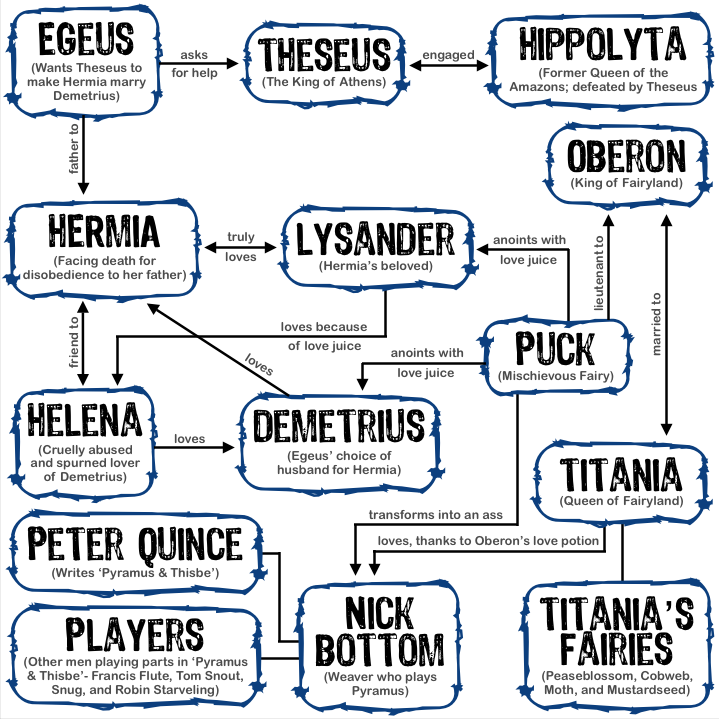 EGEUS
(Wants Theseus to
make Hermia marry
Demetrius)
asks
for help
THESEUS
(The King of Athens)
engaged
HIPPOLYTA
(Former Queen of the
Amazons; defeated by Theseus
father to
OBERON
(King of Fairyland)
HERMIA
(Facing death for
disobedience to her father)
truly
loves
LYSANDER
(Hermia's beloved)
anoints with
love juice
lieutenant to
married to
friend to
loves because
of love juice
loves
anoints with
love juice
PUCK
(Mischievous Fairy)
HELENA
(Cruelly abused
and spurned lover
of Demetrius)
loves
DEMETRIUS
(Egeus' choice of
husband for Hermia)
TITANIA
(Queen of Fairyland)
transforms into an ass
loves, thanks to Oberon's love potion
PETER QUINCE
(Writes 'Pyramus & Thisbe')
PLAYERS
(Other men playing parts in 'Pyramus
& Thisbe'- Francis Flute, Tom Snout,
Snug, and Robin Starveling)
NICK
BOTTOM
(Weaver who plays
Pyramus)
TITANIA'S
FAIRIES
(Peaseblossom, Cobweb,
Moth, and Mustardseed)